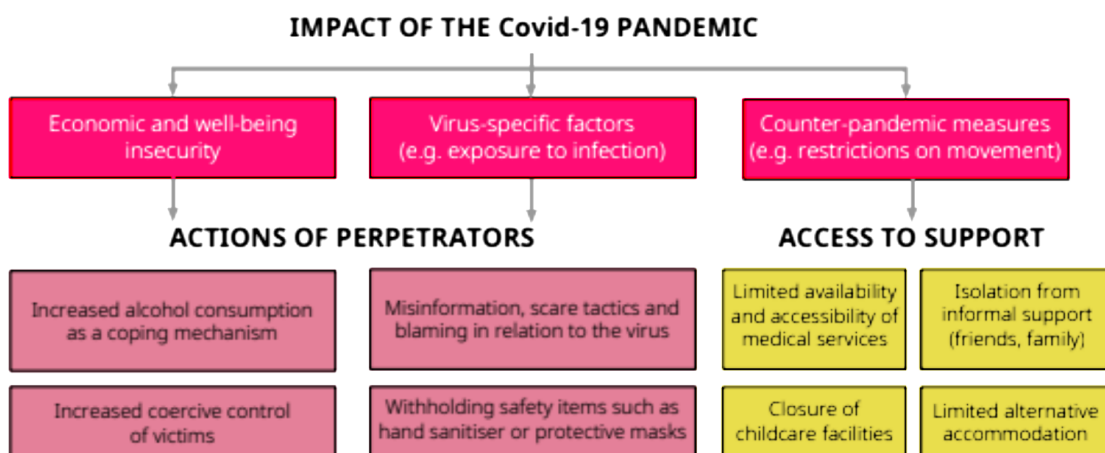 IMPACT OF THE Covid-19 PANDEMIC
Economic and well-being
insecurity
Virus-specific factors
(e.g. exposure to infection)
Counter-pandemic measures
(e.g. restrictions on movement)
ACTIONS OF PERPETRATORS
ACCESS TO SUPPORT
Increased alcohol consumption
as a coping mechanism
Misinformation, scare tactics and
blaming in relation to the virus
Limited availability
and accessibility of
medical services
Isolation from
informal support
(friends, family)
Increased coercive control
of victims
Withholding safety items such as
hand sanitiser or protective masks
Closure of
childcare facilities
Limited alternative
accommodation